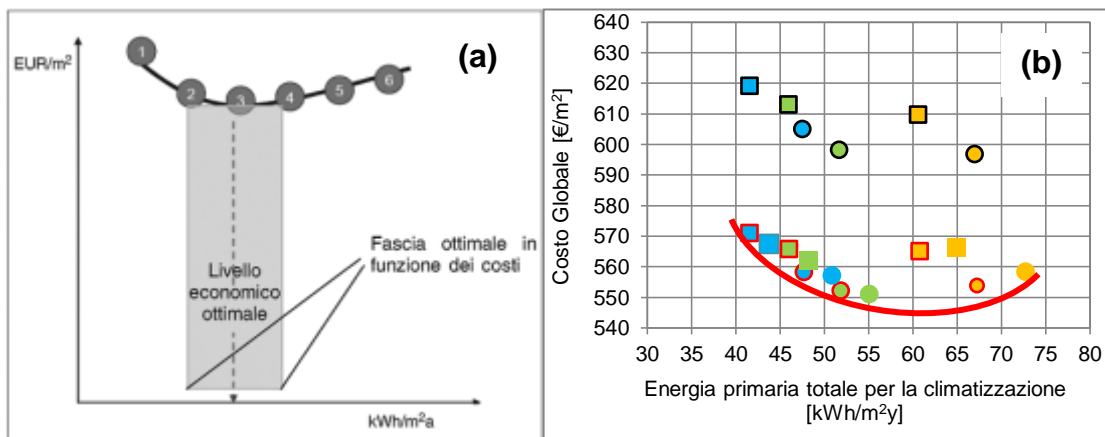 (a)
EUR/m²
1
2
3
4
5
6
Fascia ottimale in
funzione dei costi
Livello
economico
ottimale
kWh/m²a
(b)
Costo Globale [€/m²]
640
630
620
610
600
590
580
570
560
550
540
30 35 40 45 50 55 60 65 70 75 80
Energia primaria totale per la climatizzazione
[kWh/m²y]